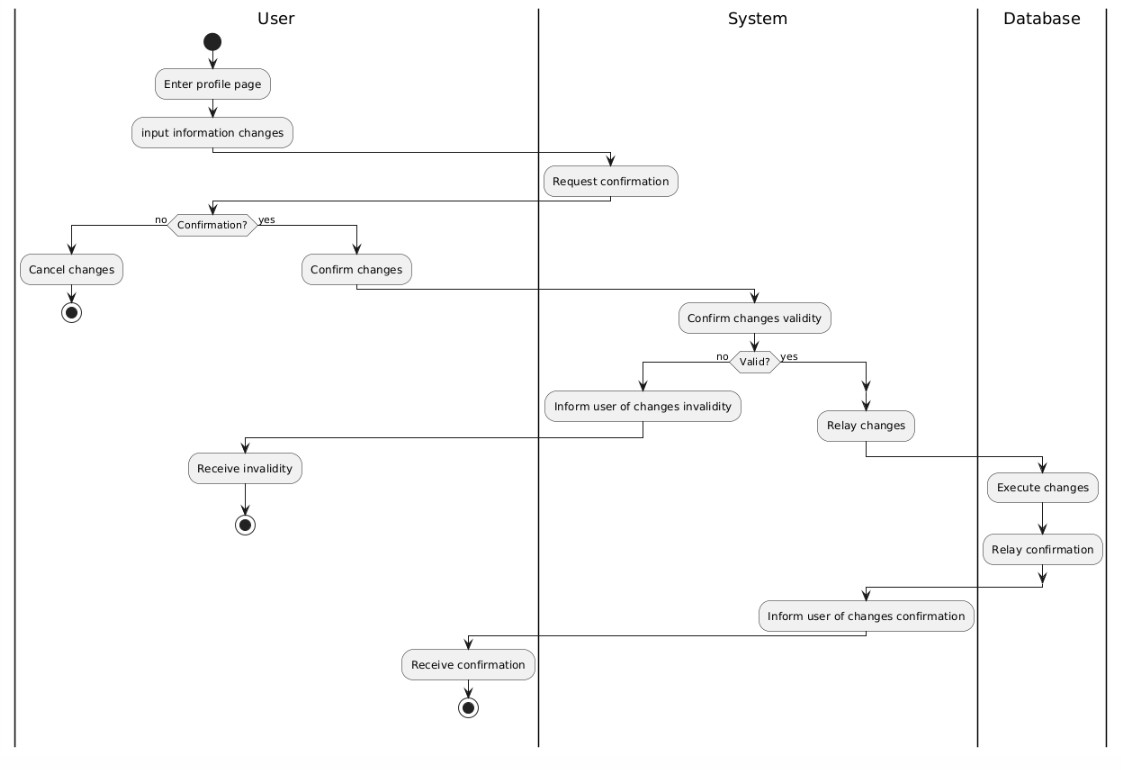 User
System
Database
Enter profile page
input information changes
Request confirmation
no
Confirmation?
yes
Cancel changes
Confirm changes
Confirm changes validity
no
Valid?
yes
Inform user of changes invalidity
Relay changes
Receive invalidity
Execute changes
Relay confirmation
Inform user of changes confirmation
Receive confirmation